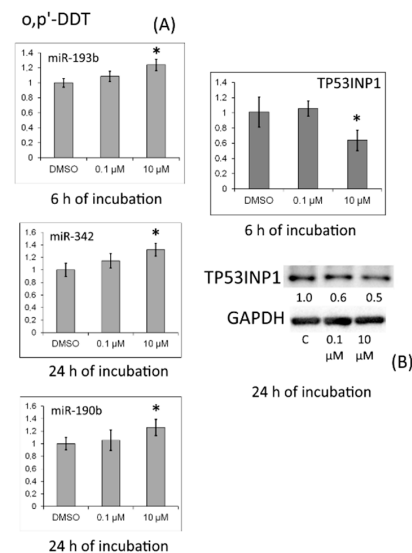 o,p'-DDT
(A)
miR-193b
*
1,4
1,2
1
0,8
0,6
0,4
0,2
0
DMSO 0.1 µM 10 µM
6 h of incubation
miR-342
*
1,6
1,4
1,2
1
0,8
0,6
0,4
0,2
0
DMSO 0.1 µM 10 µM
24 h of incubation
miR-190b
*
1,6
1,4
1,2
1
0,8
0,6
0,4
0,2
0
DMSO 0.1 µM 10 µM
24 h of incubation
TP53INP1
*
1,4
1,2
1
0,8
0,6
0,4
0,2
0
DMSO 0.1 µM 10 µM
6 h of incubation
TP53INP1
1.0 0.6 0.5
GAPDH
C 0.1 10
µM µM
(B)
24 h of incubation